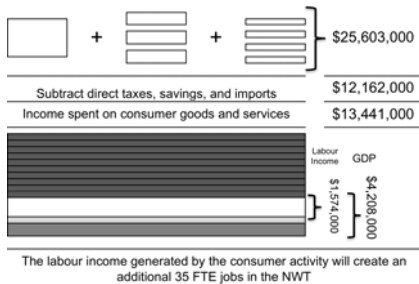 + + $25,603,000
Subtract direct taxes, savings, and imports $12,162,000
Income spent on consumer goods and services $13,441,000
Labour Income GDP
$1,574,000 $4,208,000
The labour income generated by the consumer activity will create an
additional 35 FTE jobs in the NWT